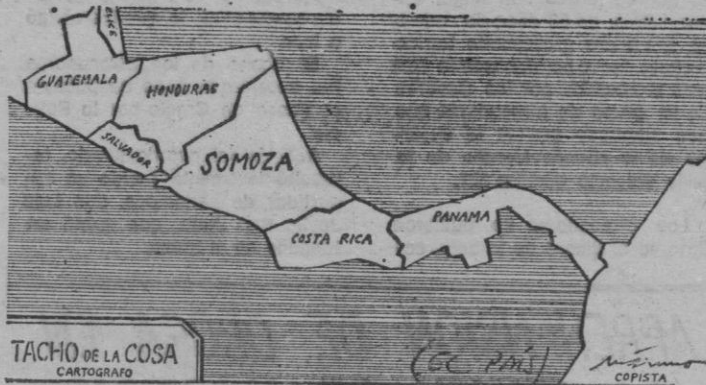 GUATEMALA
HONDURAS
SALVADOR
SOMOZA
COSTA RICA
PANAMA
TACHO DE LA COSA
CARTOGRAFO
(EL PAÍS)
COPISTA